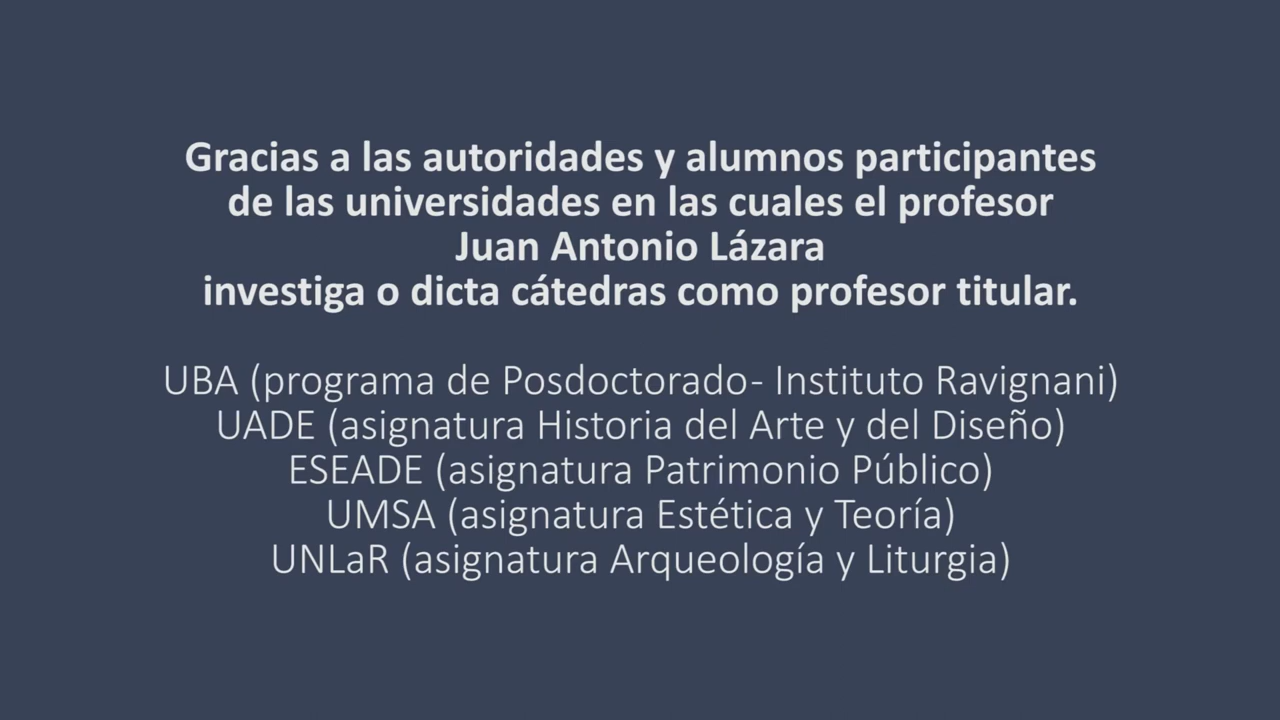 Gracias a las autoridades y alumnos participantes
de las universidades en las cuales el profesor
Juan Antonio Lázara
investiga o dicta cátedras como profesor titular.
UBA (programa de Posdoctorado- Instituto Ravignani)
UADE (asignatura Historia del Arte y del Diseño)
ESEADE (asignatura Patrimonio Público)
UMSA (asignatura Estética y Teoría)
UNLaR (asignatura Arqueología y Liturgia)